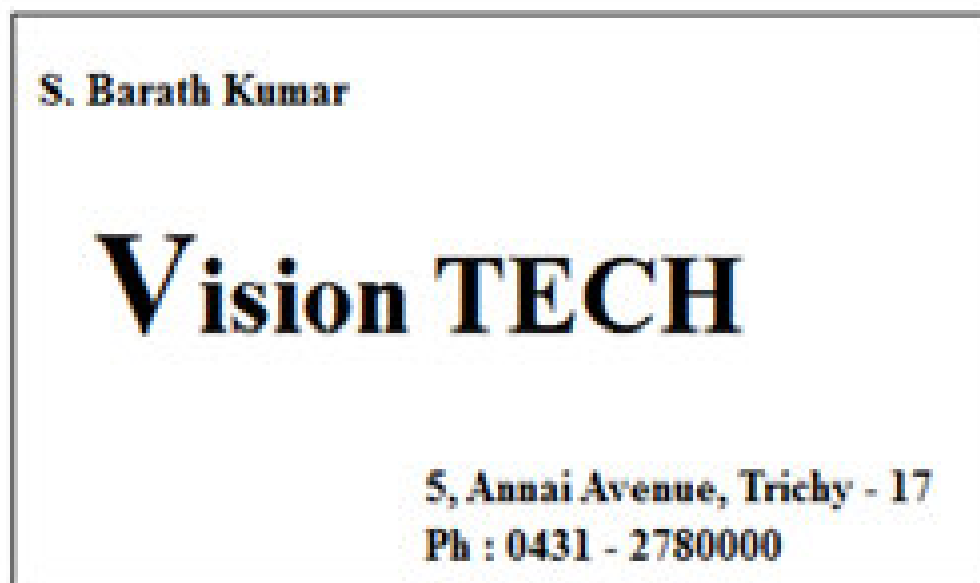 S. Barath Kumar
Vision TECH
5, Annai Avenue, Trichy - 17
Ph : 0431 - 2780000